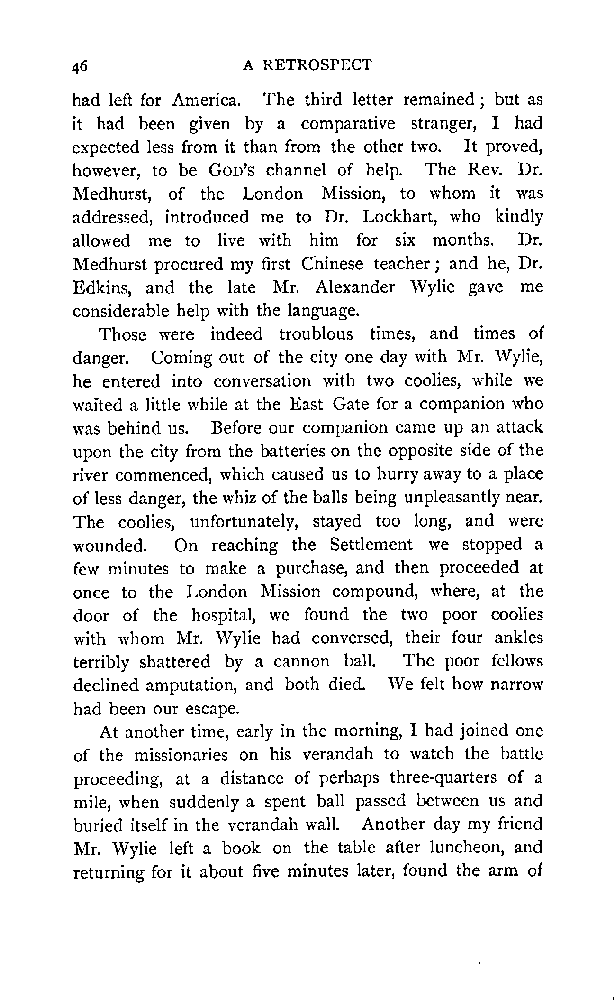 46 A RETROSPECT
had left for America. The third letter remained; but as
it had been given by a comparative stranger, I had
expected less from it than from the other two. It proved,
however, to be GOD'S channel of help. The Rev. Dr.
Medhurst, of the London Mission, to whom it was
addressed, introduced me to Dr. Lockhart, who kindly
allowed me to live with him for six months. Dr.
Medhurst procured my first Chinese teacher; and he, Dr.
Edkins, and the late Mr. Alexander Wylie gave me
considerable help with the language.
Those were indeed troublous times, and times of
danger. Coming out of the city one day with Mr. Wylie,
he entered into conversation with two coolies, while we
waited a little while at the East Gate for a companion who
was behind us. Before our companion came up an attack
upon the city from the batteries on the opposite side of the
river commenced, which caused us to hurry away to a place
of less danger, the whiz of the balls being unpleasantly near.
The coolies, unfortunately, stayed too long, and were
wounded. On reaching the Settlement we stopped a
few minutes to make a purchase, and then proceeded at
once to the London Mission compound, where, at the
door of the hospital, we found the two poor coolies
with whom Mr. Wylie had conversed, their four ankles
terribly shattered by a cannon ball. The poor fellows
declined amputation, and both died. We felt how narrow
had been our escape.
At another time, early in the morning, I had joined one
of the missionaries on his verandah to watch the battle
proceeding, at a distance of perhaps three-quarters of a
mile, when suddenly a spent ball passed between us and
buried itself in the verandah wall. Another day my friend
Mr. Wylie left a book on the table after luncheon, and
returning for it about five minutes later, found the arm of